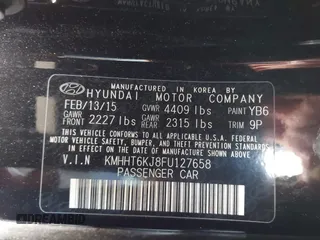 MANUFACTURED IN KOREA BY
HYUNDAI MOTOR COMPANY
FEB/13/15 GVWR 4409 lbs PAINT YB6
GAWR FRONT 2227 lbs GAWR REAR 2315 lbs TRIM 9P
THIS VEHICLE CONFORMS TO ALL APPLICABLE U.S.A FEDERAL
MOTOR VEHICLE SAFETY, BUMPER, AND THEFT PREVENTION
STANDARDS IN EFFECT ON THE DATE OF MANUFACTURE
SHOWN ABOVE.
V.I.N KMHHT6KJ8FU127658
PASSENGER CAR
DREAMBID